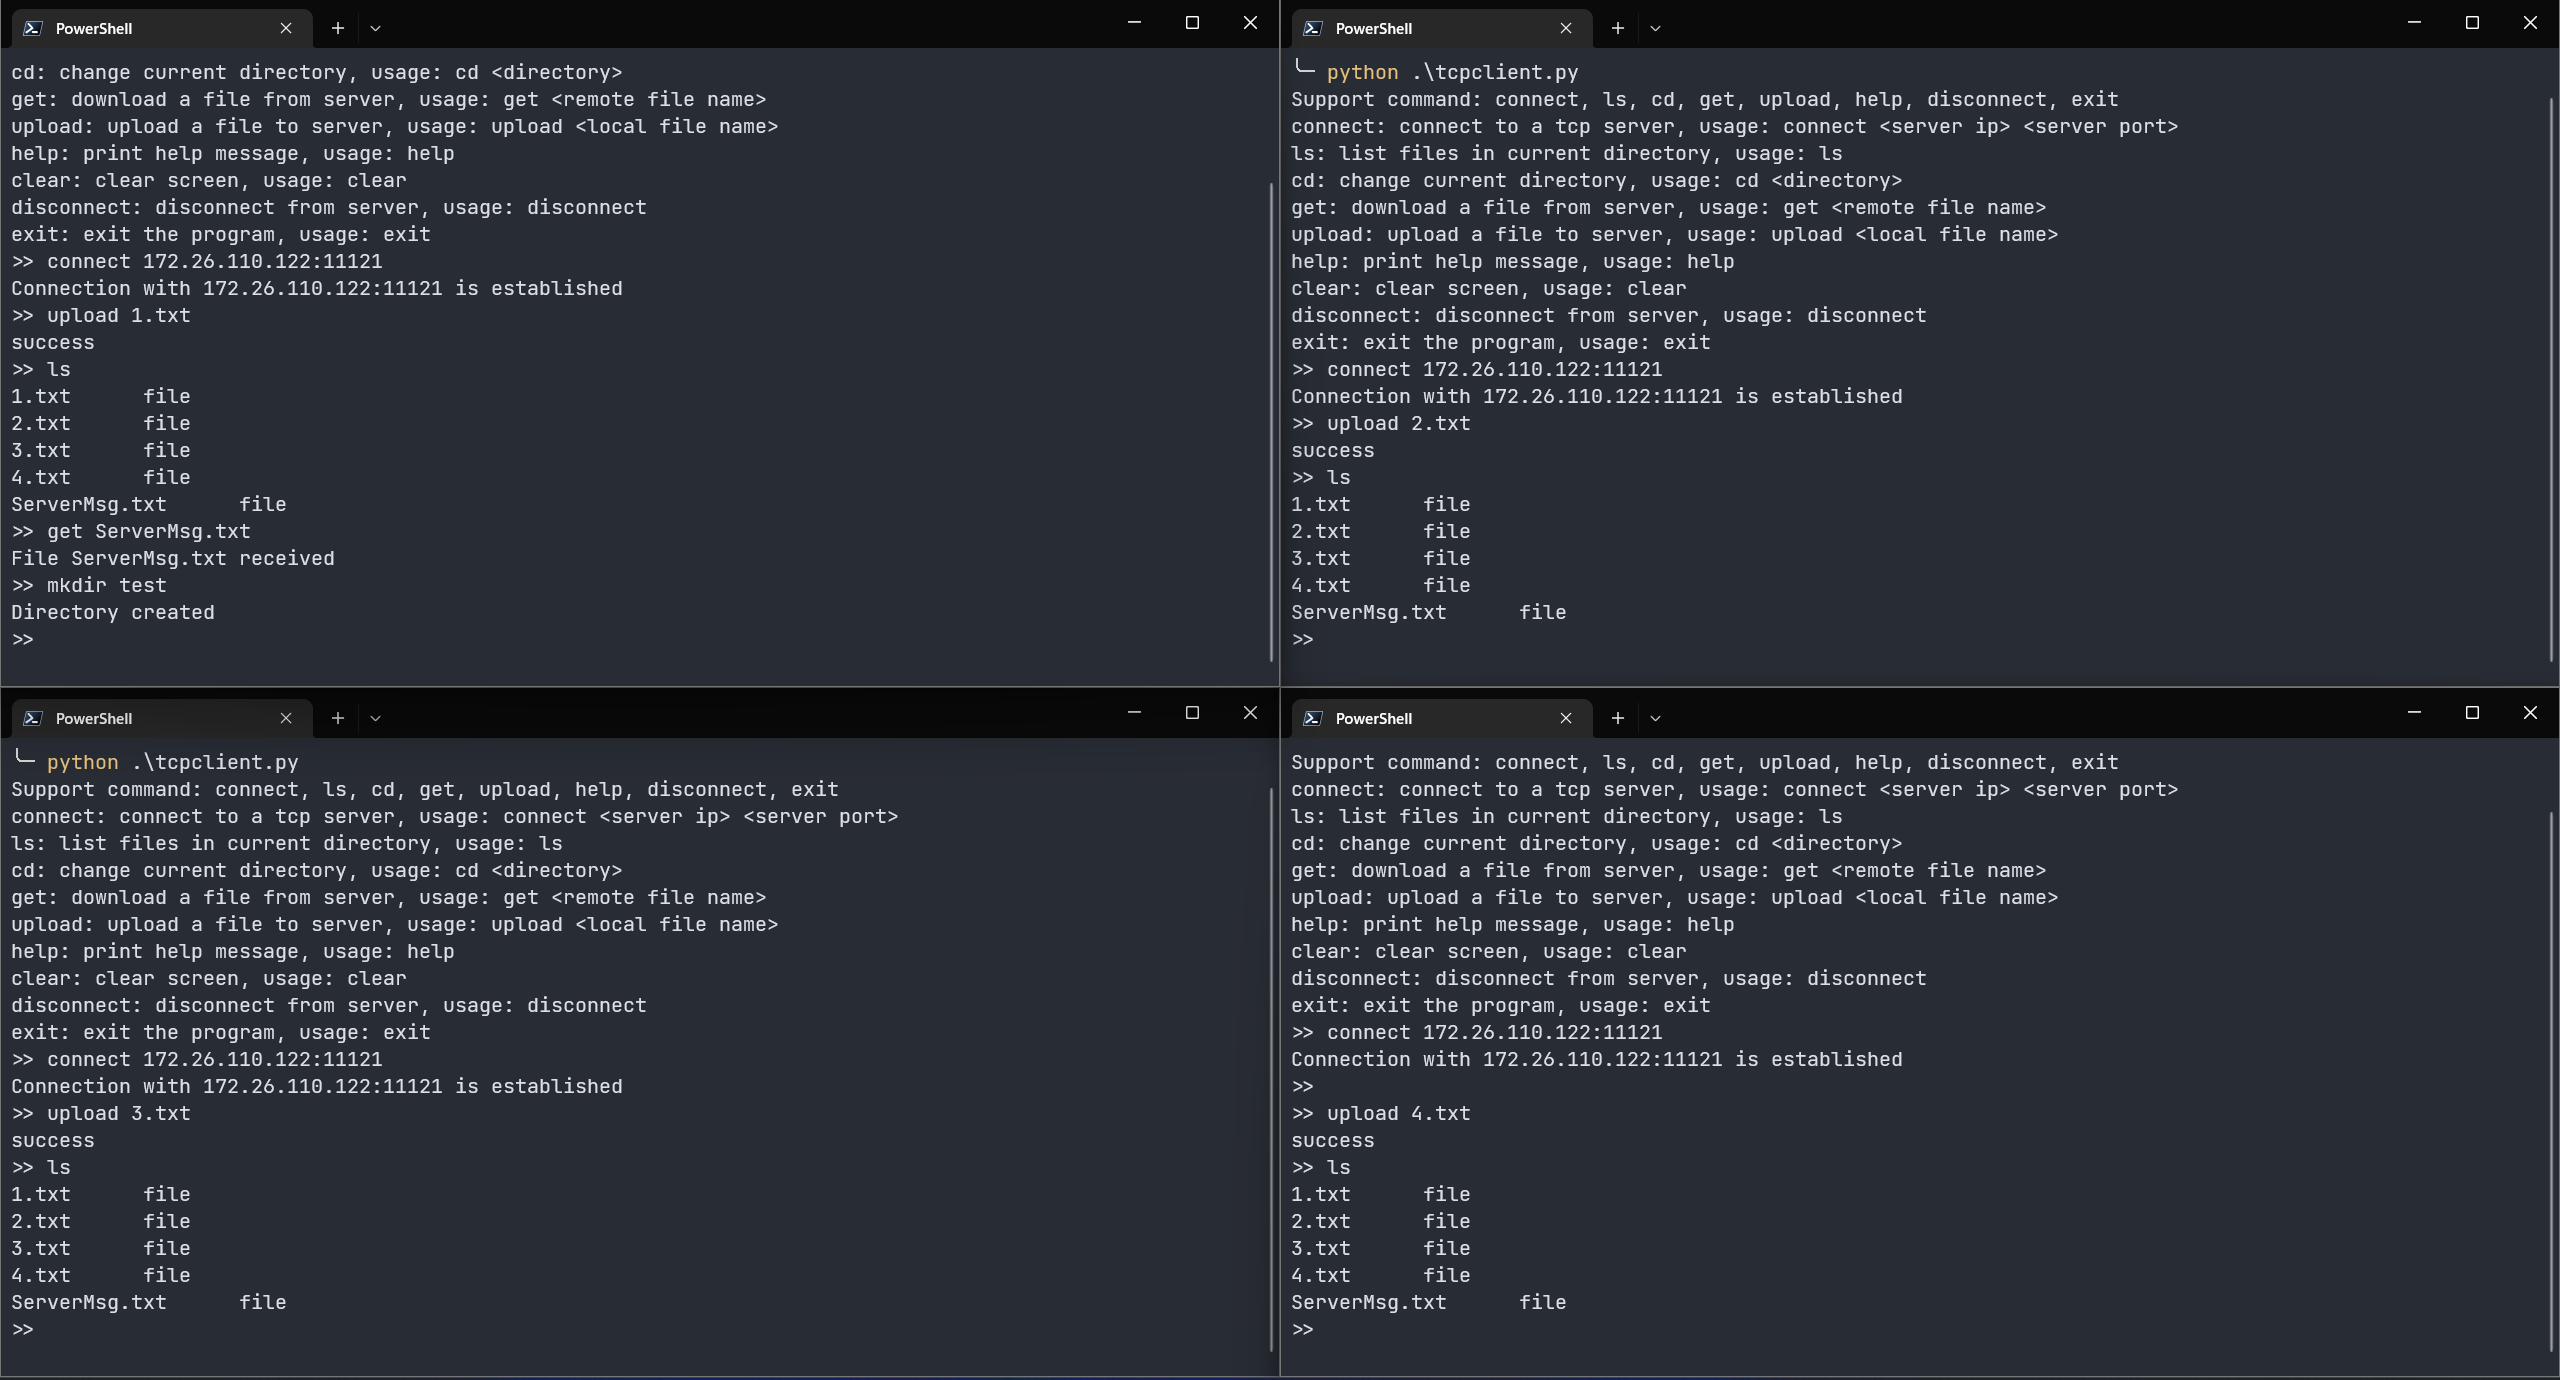 PowerShell
cd: change current directory, usage: cd <directory>
get: download a file from server, usage: get <remote file name>
upload: upload a file to server, usage: upload <local file name>
help: print help message, usage: help
clear: clear screen, usage: clear
disconnect: disconnect from server, usage: disconnect
exit: exit the program, usage: exit
>> connect 172.26.110.122:11121
Connection with 172.26.110.122:11121 is established
>> upload 1.txt
success
>> ls
1.txt      file
2.txt      file
3.txt      file
4.txt      file
ServerMsg.txt      file
>> get ServerMsg.txt
File ServerMsg.txt received
>> mkdir test
Directory created
>>
PowerShell
╰─ python .\tcpclient.py
Support command: connect, ls, cd, get, upload, help, disconnect, exit
connect: connect to a tcp server, usage: connect <server ip> <server port>
ls: list files in current directory, usage: ls
cd: change current directory, usage: cd <directory>
get: download a file from server, usage: get <remote file name>
upload: upload a file to server, usage: upload <local file name>
help: print help message, usage: help
clear: clear screen, usage: clear
disconnect: disconnect from server, usage: disconnect
exit: exit the program, usage: exit
>> connect 172.26.110.122:11121
Connection with 172.26.110.122:11121 is established
>> upload 2.txt
success
>> ls
1.txt      file
2.txt      file
3.txt      file
4.txt      file
ServerMsg.txt      file
>>
PowerShell
╰─ python .\tcpclient.py
Support command: connect, ls, cd, get, upload, help, disconnect, exit
connect: connect to a tcp server, usage: connect <server ip> <server port>
ls: list files in current directory, usage: ls
cd: change current directory, usage: cd <directory>
get: download a file from server, usage: get <remote file name>
upload: upload a file to server, usage: upload <local file name>
help: print help message, usage: help
clear: clear screen, usage: clear
disconnect: disconnect from server, usage: disconnect
exit: exit the program, usage: exit
>> connect 172.26.110.122:11121
Connection with 172.26.110.122:11121 is established
>> upload 3.txt
success
>> ls
1.txt      file
2.txt      file
3.txt      file
4.txt      file
ServerMsg.txt      file
>>
PowerShell
Support command: connect, ls, cd, get, upload, help, disconnect, exit
connect: connect to a tcp server, usage: connect <server ip> <server port>
ls: list files in current directory, usage: ls
cd: change current directory, usage: cd <directory>
get: download a file from server, usage: get <remote file name>
upload: upload a file to server, usage: upload <local file name>
help: print help message, usage: help
clear: clear screen, usage: clear
disconnect: disconnect from server, usage: disconnect
exit: exit the program, usage: exit
>> connect 172.26.110.122:11121
Connection with 172.26.110.122:11121 is established
>>
>> upload 4.txt
success
>> ls
1.txt      file
2.txt      file
3.txt      file
4.txt      file
ServerMsg.txt      file
>>